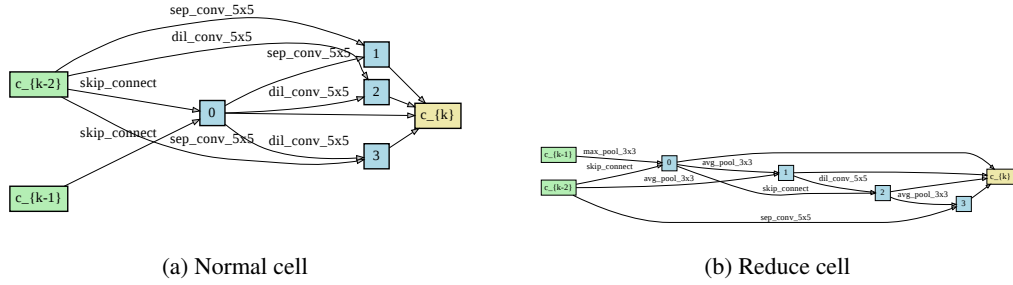 sep_conv_5x5
dil_conv_5x5
sep_conv_5x5
1
c_{k-2}
skip_connect
dil_conv_5x5
2
0
c_{k}
skip_connect
sep_conv_5x5
dil_conv_5x5
3
c_{k-1}
(a) Normal cell
c_{k-1}
max_pool_3x3
0
avg_pool_3x3
skip_connect
1
c_{k}
c_{k-2}
avg_pool_3x3
dil_conv_5x5
skip_connect
2
avg_pool_3x3
3
sep_conv_5x5
(b) Reduce cell